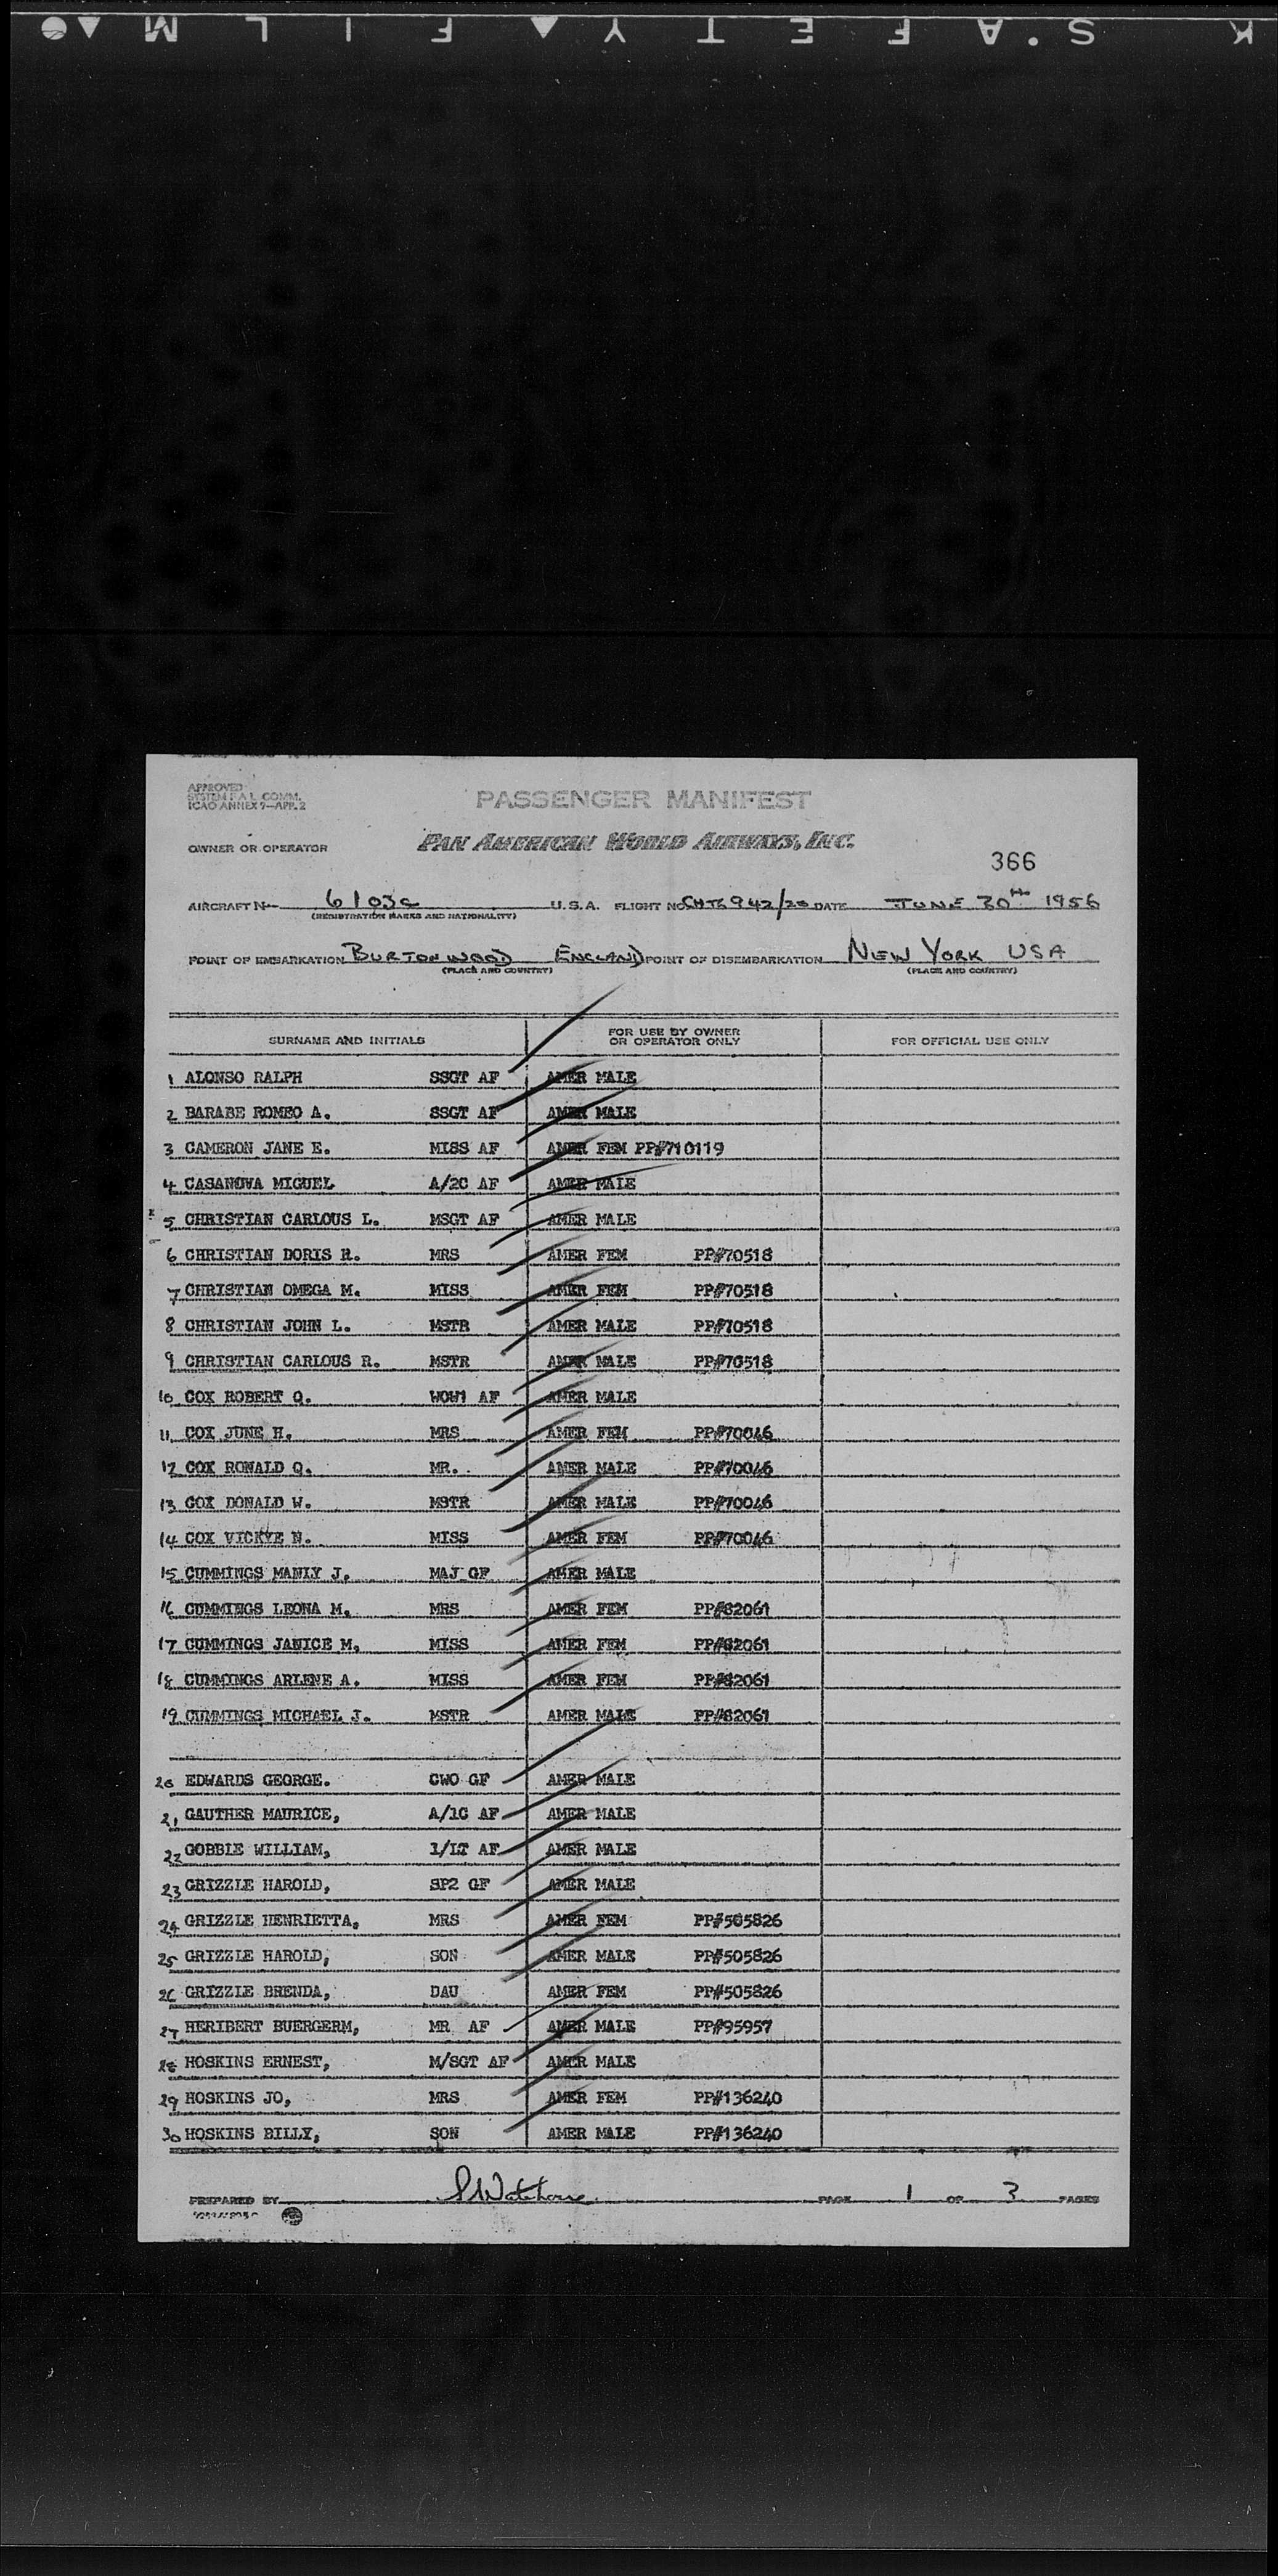 K S.A F E T Y ▲ F I L M ▲●
APPROVED
SYSTEM F A L COMM.
ICAO ANNEX 9—APP. 2
PASSENGER MANIFEST
OWNER OR OPERATOR PAN AMERICAN WORLD AIRWAYS, INC.
366
AIRCRAFT N— 6103C U.S.A. FLIGHT NO. 942/ DATE JUNE 30TH 1956
(REGISTRATION MARKS AND NATIONALITY)
POINT OF EMBARKATION BURTONWOOD ENGLAND POINT OF DISEMBARKATION NEW YORK USA
(PLACE AND COUNTRY) (PLACE AND COUNTRY)
SURNAME AND INITIALS FOR USE BY OWNER OR OPERATOR ONLY FOR OFFICIAL USE ONLY
1 ALONSO RALPH SSGT AF AMER MALE
2 BARABE ROMEO A. SSGT AF AMER MALE
3 CAMERON JANE E. MISS AF AMER FEM PP#710119
4 CASANOVA MIGUEL A/2C AF AMER MALE
5 CHRISTIAN CARLOUS L. MSGT AF AMER MALE
6 CHRISTIAN DORIS R. MRS AMER FEM PP#70518
7 CHRISTIAN OMEGA M. MISS AMER FEM PP#70518
8 CHRISTIAN JOHN L. MSTR AMER MALE PP#70518
9 CHRISTIAN CARLOUS R. MSTR AMER MALE PP#70518
10 COX ROBERT Q. WOW1 AF AMER MALE
11 COX JUNE H. MRS AMER FEM PP#70046
12 COX RONALD Q. MR. AMER MALE PP#70046
13 COX DONALD W. MSTR AMER MALE PP#70046
14 COX VICKYE N. MISS AMER FEM PP#70046
15 CUMMINGS MANLY J. MAJ GF AMER MALE
16 CUMMINGS LEONA M. MRS AMER FEM PP#82061
17 CUMMINGS JANICE M. MISS AMER FEM PP#82061
18 CUMMINGS ARLENE A. MISS AMER FEM PP#82061
19 CUMMINGS MICHAEL J. MSTR AMER MALE PP#82061
20 EDWARDS GEORGE. CWO GF AMER MALE
21 GAUTHER MAURICE, A/1C AF AMER MALE
22 GOBBLE WILLIAM, 1/LT AF AMER MALE
23 GRIZZLE HAROLD, SP2 GF AMER MALE
24 GRIZZLE HENRIETTA, MRS AMER FEM PP#505826
25 GRIZZLE HAROLD, SON AMER MALE PP#505826
26 GRIZZLE BRENDA, DAU AMER FEM PP#505826
27 HERIBERT BUERGERM, MR AF AMER MALE PP#95957
28 HOSKINS ERNEST, M/SGT AF AMER MALE
29 HOSKINS JO, MRS AMER FEM PP#136240
30 HOSKINS BILLY, SON AMER MALE PP#136240
PREPARED BY PAGE 1 OF 3 PAGES